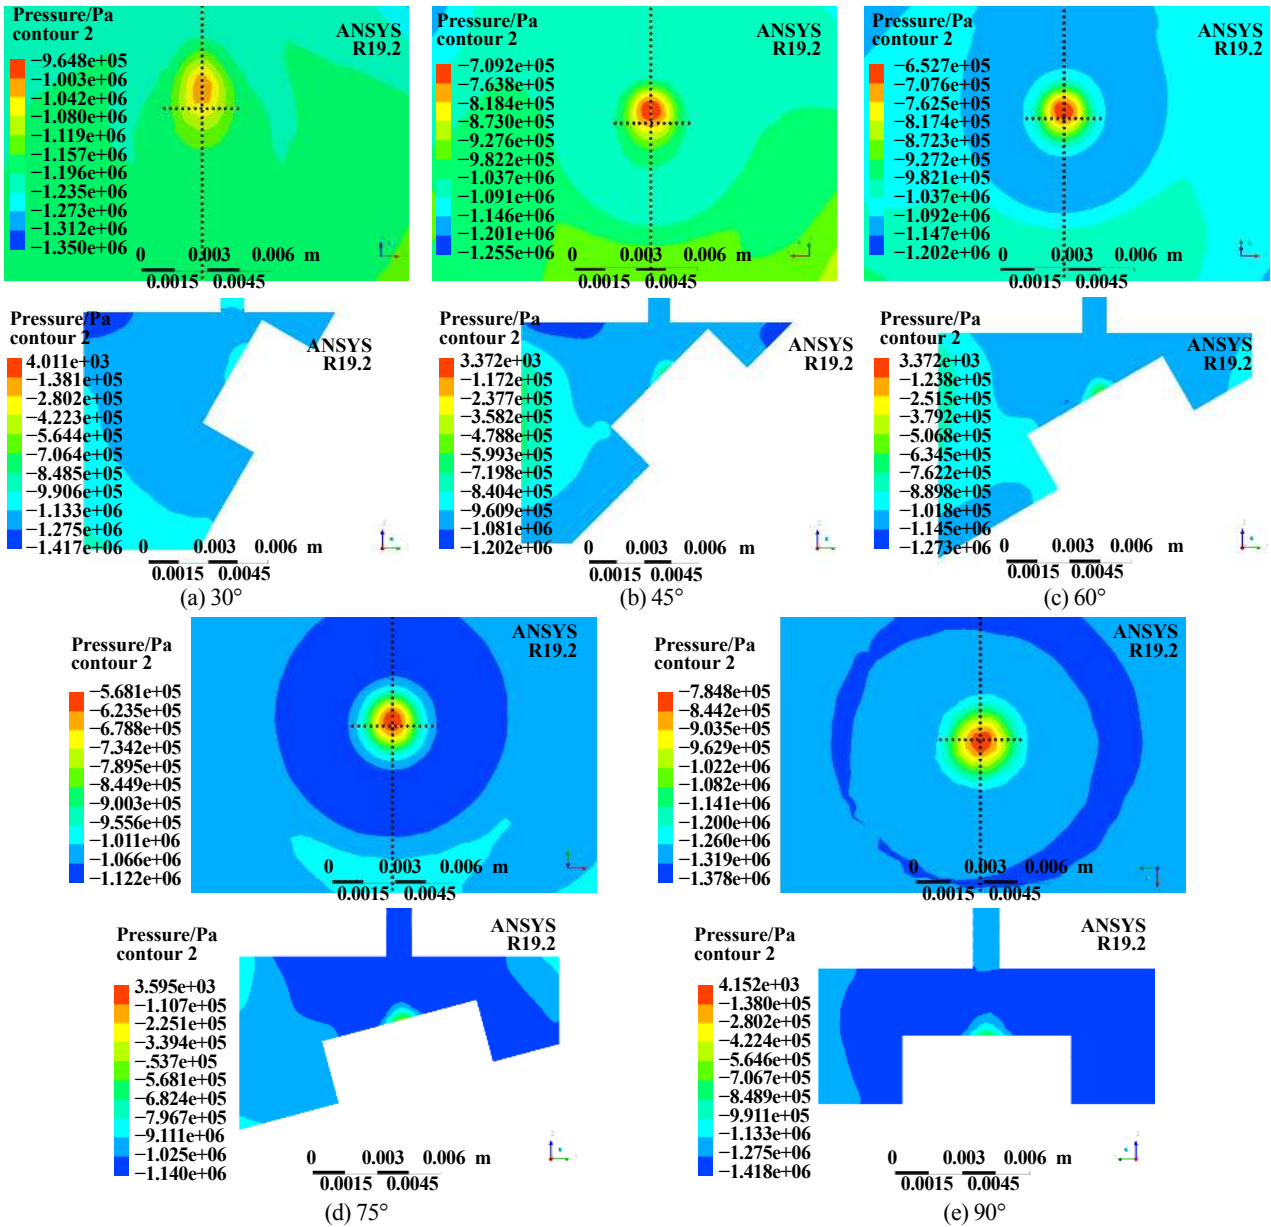 Pressure/Pa
contour 2
−9.648e+05
−1.003e+06
−1.042e+06
−1.080e+06
−1.119e+06
−1.157e+06
−1.196e+06
−1.235e+06
−1.273e+06
−1.312e+06
−1.350e+06
ANSYS
R19.2
0 0.003 0.006 m
0.0015 0.0045
Pressure/Pa
contour 2
−7.092e+05
−7.638e+05
−8.184e+05
−8.730e+05
−9.276e+05
−9.822e+05
−1.037e+06
−1.091e+06
−1.146e+06
−1.201e+06
−1.255e+06
ANSYS
R19.2
0 0.003 0.006 m
0.0015 0.0045
Pressure/Pa
contour 2
−6.527e+05
−7.076e+05
−7.625e+05
−8.174e+05
−8.723e+05
−9.272e+05
−9.821e+05
−1.037e+06
−1.092e+06
−1.147e+06
−1.202e+06
ANSYS
R19.2
0 0.003 0.006 m
0.0015 0.0045
Pressure/Pa
contour 2
4.011e+03
−1.381e+05
−2.802e+05
−4.223e+05
−5.644e+05
−7.064e+05
−8.485e+05
−9.906e+05
−1.133e+06
−1.275e+06
−1.417e+06
ANSYS
R19.2
0 0.003 0.006 m
0.0015 0.0045
(a) 30°
Pressure/Pa
contour 2
3.372e+03
−1.172e+05
−2.377e+05
−3.582e+05
−4.788e+05
−5.993e+05
−7.198e+05
−8.404e+05
−9.609e+05
−1.081e+06
−1.202e+06
ANSYS
R19.2
0 0.003 0.006 m
0.0015 0.0045
(b) 45°
Pressure/Pa
contour 2
3.372e+03
−1.238e+05
−2.515e+05
−3.792e+05
−5.068e+05
−6.345e+05
−7.622e+05
−8.898e+05
−1.018e+06
−1.145e+06
−1.273e+06
ANSYS
R19.2
0 0.003 0.006 m
0.0015 0.0045
(c) 60°
Pressure/Pa
contour 2
−5.681e+05
−6.235e+05
−6.788e+05
−7.342e+05
−7.895e+05
−8.449e+05
−9.003e+05
−9.556e+05
−1.011e+06
−1.066e+06
−1.122e+06
ANSYS
R19.2
0 0.003 0.006 m
0.0015 0.0045
Pressure/Pa
contour 2
−7.848e+05
−8.442e+05
−9.035e+05
−9.629e+05
−1.022e+06
−1.082e+06
−1.141e+06
−1.200e+06
−1.260e+06
−1.319e+06
−1.378e+06
ANSYS
R19.2
0 0.003 0.006 m
0.0015 0.0045
Pressure/Pa
contour 2
3.595e+03
−1.107e+05
−2.251e+05
−3.394e+05
−.537e+05
−5.681e+05
−6.824e+05
−7.967e+05
−9.111e+06
−1.025e+06
−1.140e+06
ANSYS
R19.2
0 0.003 0.006 m
0.0015 0.0045
(d) 75°
Pressure/Pa
contour 2
4.152e+03
−1.380e+05
−2.802e+05
−4.224e+05
−5.646e+05
−7.067e+05
−8.489e+05
−9.911e+05
−1.133e+06
−1.275e+06
−1.418e+06
ANSYS
R19.2
0 0.003 0.006 m
0.0015 0.0045
(e) 90°